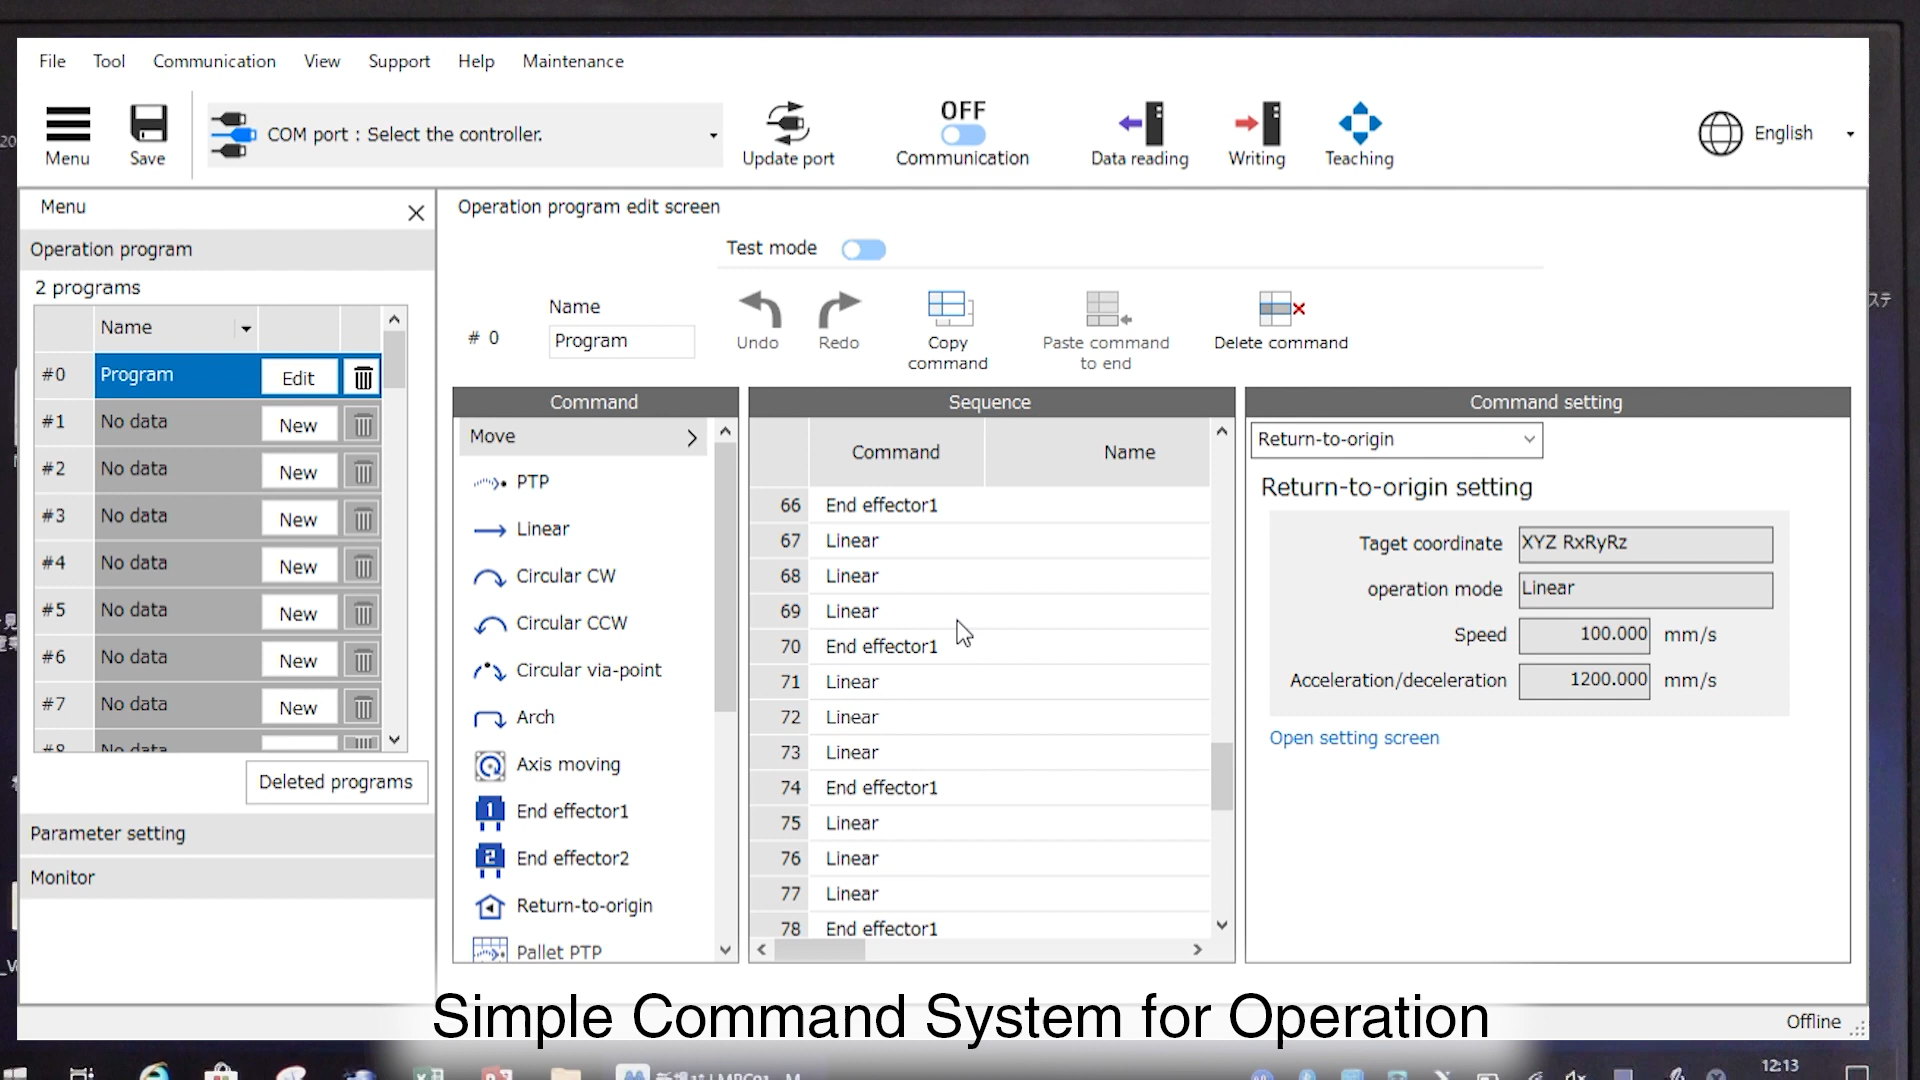 File Tool Communication View Support Help Maintenance
Menu
Save
COM port : Select the controller.
Update port
OFF
Communication
Data reading
Writing
Teaching
English
Menu
Operation program
2 programs
Name
#0 Program Edit
#1 No data New
#2 No data New
#3 No data New
#4 No data New
#5 No data New
#6 No data New
#7 No data New
#8 No data
Deleted programs
Parameter setting
Monitor
Operation program edit screen
Test mode
# 0
Name
Program
Undo
Redo
Copy
command
Paste command
to end
Delete command
Command
Move
PTP
Linear
Circular CW
Circular CCW
Circular via-point
Arch
Axis moving
1 End effector1
2 End effector2
Return-to-origin
Pallet PTP
Sequence
Command Name
66 End effector1
67 Linear
68 Linear
69 Linear
70 End effector1
71 Linear
72 Linear
73 Linear
74 End effector1
75 Linear
76 Linear
77 Linear
78 End effector1
Command setting
Return-to-origin
Return-to-origin setting
Taget coordinate XYZ RxRyRz
operation mode Linear
Speed 100.000 mm/s
Acceleration/deceleration 1200.000 mm/s
Open setting screen
Simple Command System for Operation
Offline
12:13
20
ステ